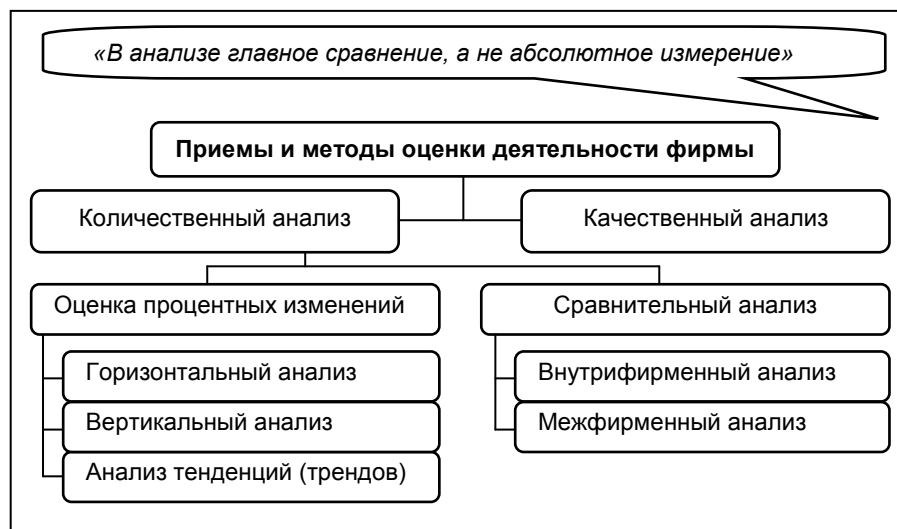 «В анализе главное сравнение, а не абсолютное измерение»
Приемы и методы оценки деятельности фирмы
Количественный анализ
Качественный анализ
Оценка процентных изменений
Сравнительный анализ
Горизонтальный анализ
Внутрифирменный анализ
Вертикальный анализ
Межфирменный анализ
Анализ тенденций (трендов)